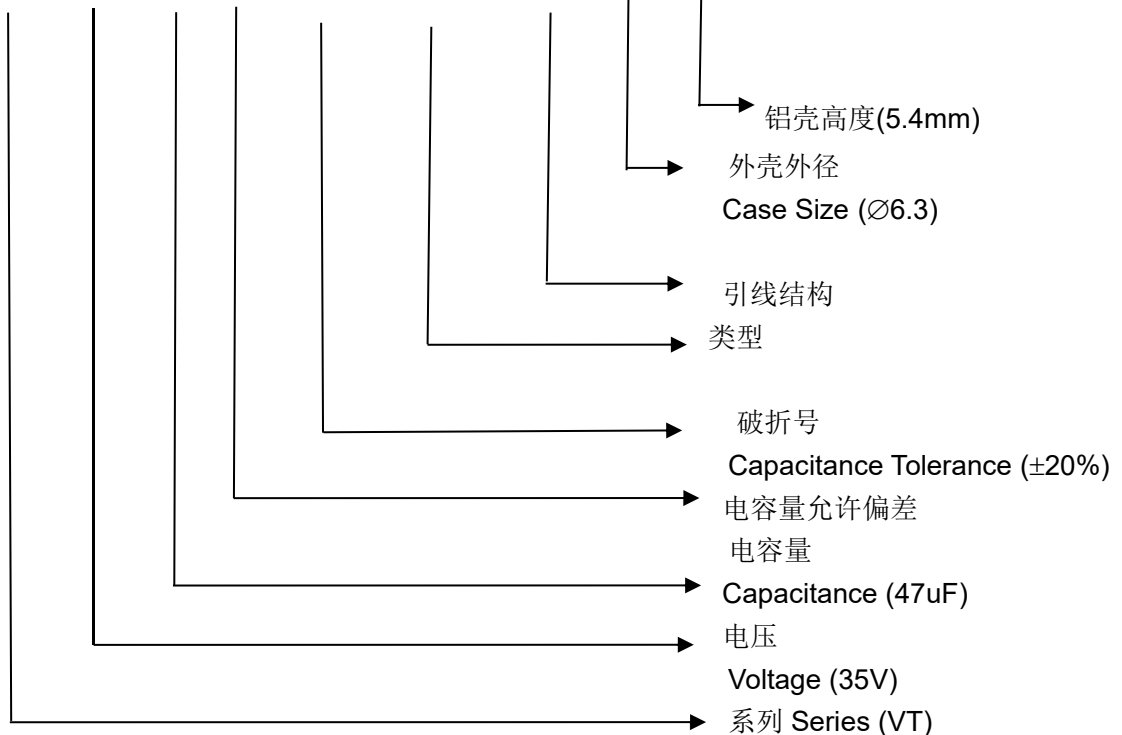 铝壳高度(5.4mm)
外壳外径
Case Size (∅6.3)
引线结构
类型
破折号
Capacitance Tolerance (±20%)
电容量允许偏差
电容量
Capacitance (47uF)
电压
Voltage (35V)
系列 Series (VT)